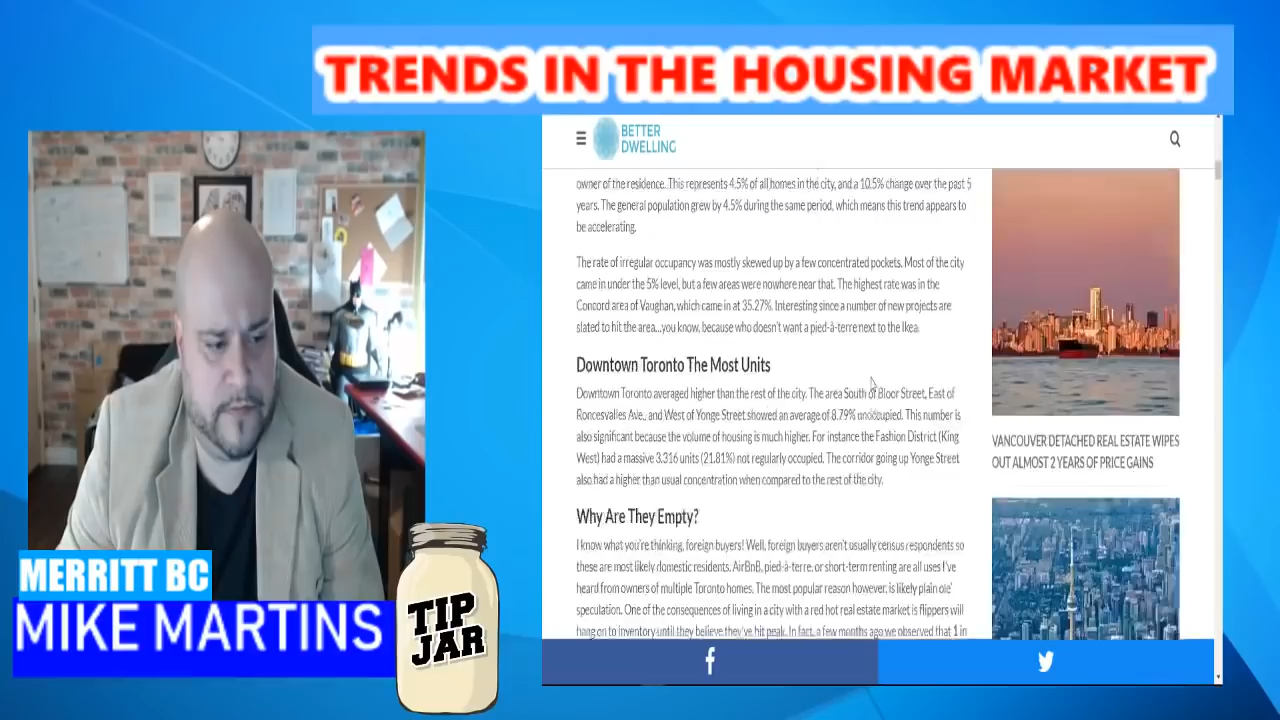 TRENDS IN THE HOUSING MARKET
BETTER
DWELLING
owner of the residence. This represents 4.5% of all homes in the city, and a 10.5% change over the past 5
years. The general population grew by 4.5% during the same period, which means this trend appears to
be accelerating.
The rate of irregular occupancy was mostly skewed up by a few concentrated pockets. Most of the city
came in under the 5% level, but a few areas were nowhere near that. The highest rate was in the
Concord area of Vaughan, which came in at 35.27%. Interesting since a number of new projects are
slated to hit the area...you know, because who doesn't want a pied-à-terre next to the Ikea.
Downtown Toronto The Most Units
Downtown Toronto averaged higher than the rest of the city. The area South of Bloor Street, East of
Roncesvalles Ave., and West of Yonge Street showed an average of 8.79% unoccupied. This number is
also significant because the volume of housing is much higher. For instance the Fashion District (King
West) had a massive 3,316 units (21.81%) not regularly occupied. The corridor going up Yonge Street
also had a higher than usual concentration when compared to the rest of the city.
Why Are They Empty?
I know what you're thinking, foreign buyers! Well, foreign buyers aren't usually census respondents so
these are most likely domestic residents. AirBnB, pied-à-terre, or short-term renting are all uses I've
heard from owners of multiple Toronto homes. The most popular reason however, is likely plain ole'
speculation. One of the consequences of living in a city with a red hot real estate market is flippers will
hang on to inventory until they believe they've hit peak. In fact, a few months ago we observed that 1 in
VANCOUVER DETACHED REAL ESTATE WIPES
OUT ALMOST 2 YEARS OF PRICE GAINS
MERRITT BC
MIKE MARTINS
TIP
JAR